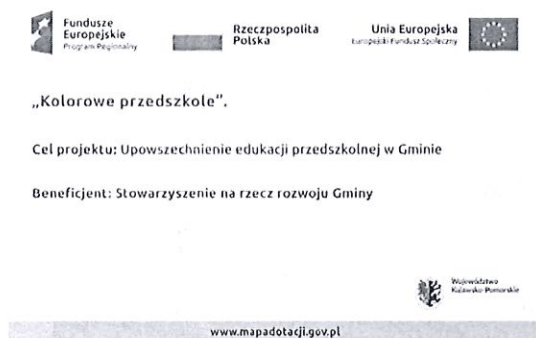 Fundusze
Europejskie
Program Regionalny
Rzeczpospolita
Polska
Unia Europejska
Europejski Fundusz Społeczny
„Kolorowe przedszkole”.
Cel projektu: Upowszechnienie edukacji przedszkolnej w Gminie
Beneficjent: Stowarzyszenie na rzecz rozwoju Gminy
Województwo
Kujawsko-Pomorskie
www.mapadotacji.gov.pl